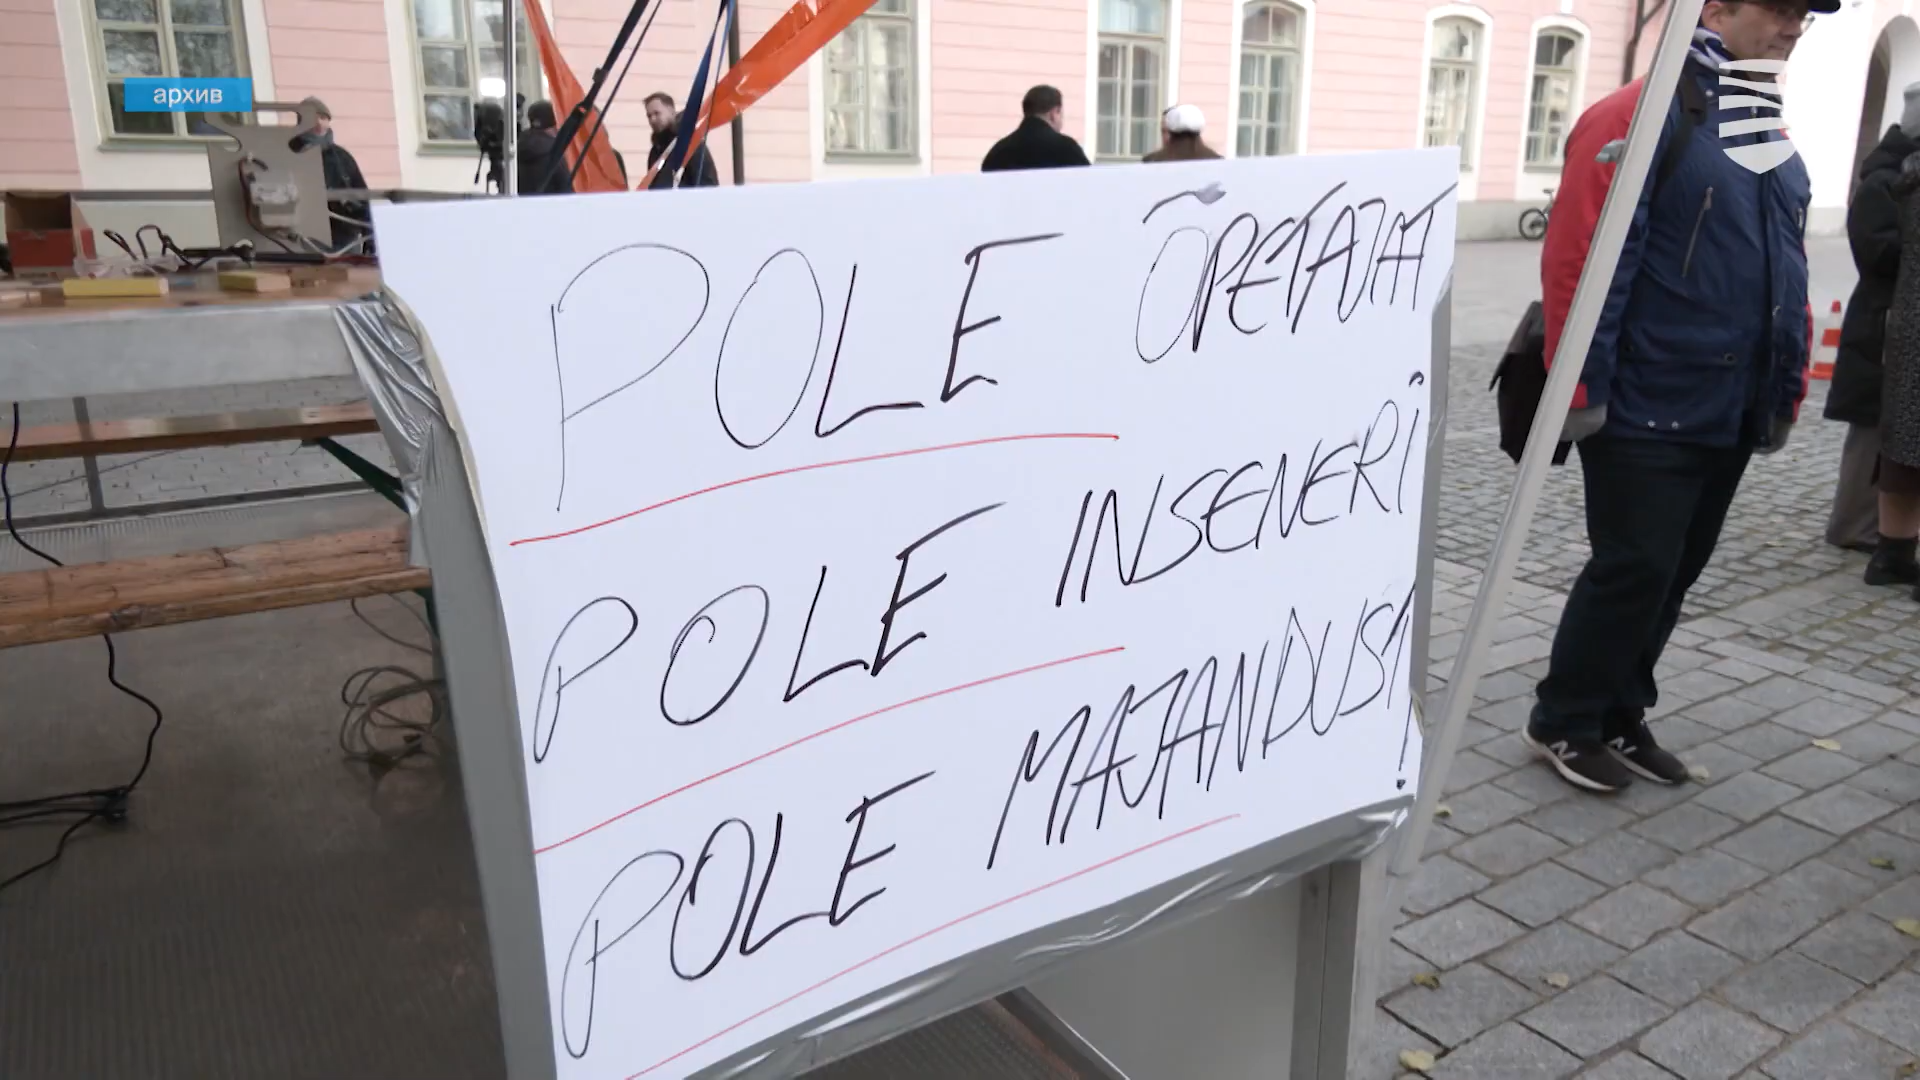 архив
POLE ÕPETAJAT
POLE INSENERI
POLE MAJANDUST!